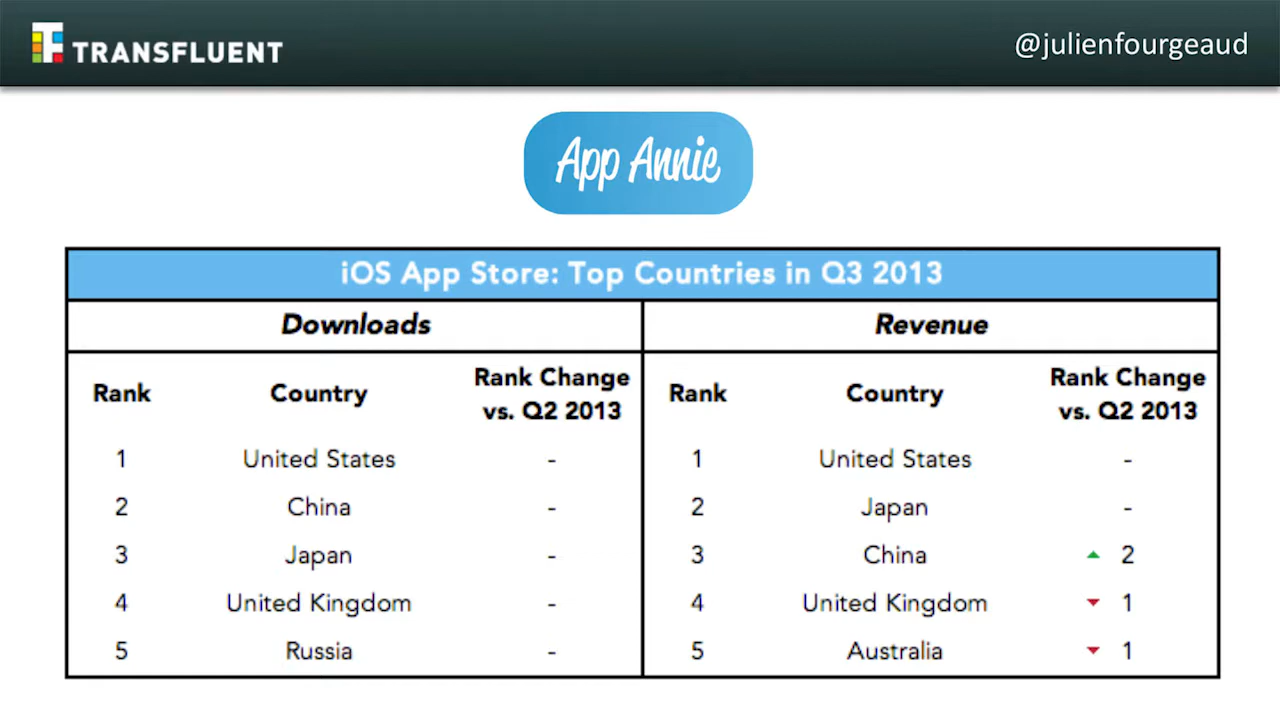 TRANSFLUENT
@julienfourgeaud
App Annie
iOS App Store: Top Countries in Q3 2013
Downloads Revenue
Rank Country Rank Change vs. Q2 2013 Rank Country Rank Change vs. Q2 2013
1 United States - 1 United States -
2 China - 2 Japan -
3 Japan - 3 China ▲ 2
4 United Kingdom - 4 United Kingdom ▼ 1
5 Russia - 5 Australia ▼ 1